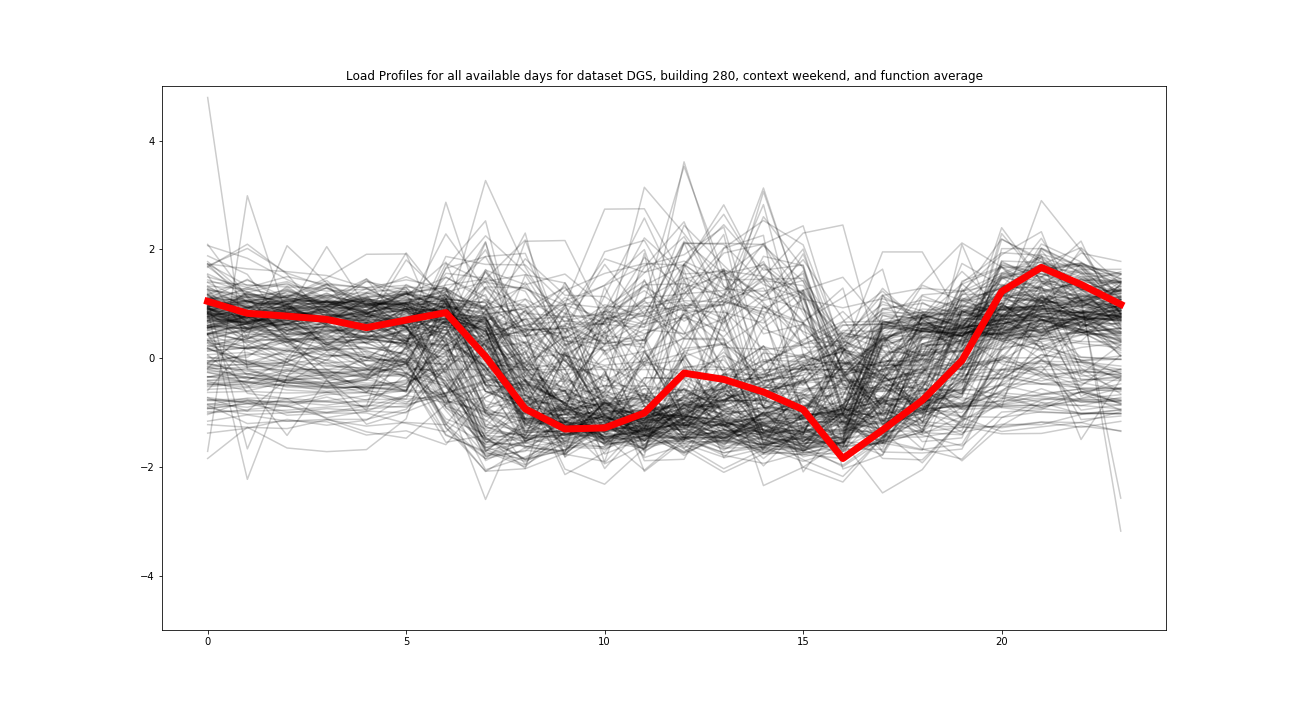 Load Profiles for all available days for dataset DGS, building 280, context weekend, and function average
4
2
0
−2
−4
0 5 10 15 20